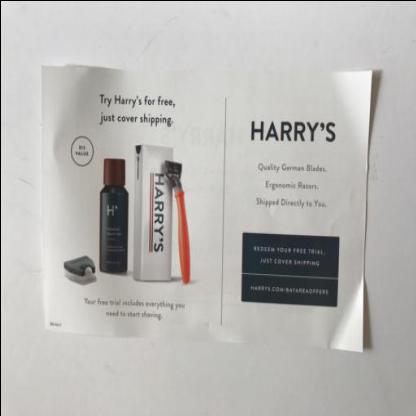 Try Harry's for free,
just cover shipping.
$13
VALUE
H'
HARRY'S
Your free trial includes everything you
need to start shaving.
HARRY'S
Quality German Blades.
Ergonomic Razors.
Shipped Directly to You.
REDEEM YOUR FREE TRIAL,
JUST COVER SHIPPING
HARRYS.COM/BAYAREAOFFERS